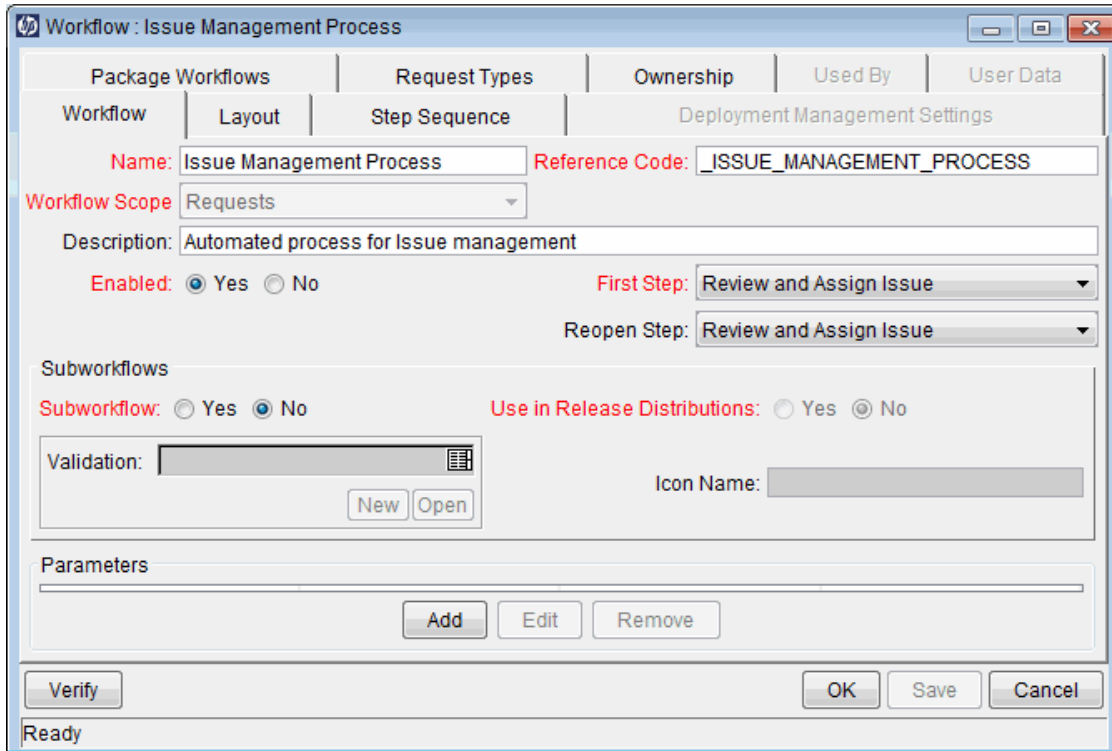 hp Workflow : Issue Management Process
Package Workflows Request Types Ownership Used By User Data
Workflow Layout Step Sequence Deployment Management Settings
Name: Issue Management Process Reference Code: _ISSUE_MANAGEMENT_PROCESS
Workflow Scope Requests
Description: Automated process for Issue management
Enabled: Yes No First Step: Review and Assign Issue
Reopen Step: Review and Assign Issue
Subworkflows
Subworkflow: Yes No Use in Release Distributions: Yes No
Validation:
Icon Name:
New Open
Parameters
Add Edit Remove
Verify OK Save Cancel
Ready